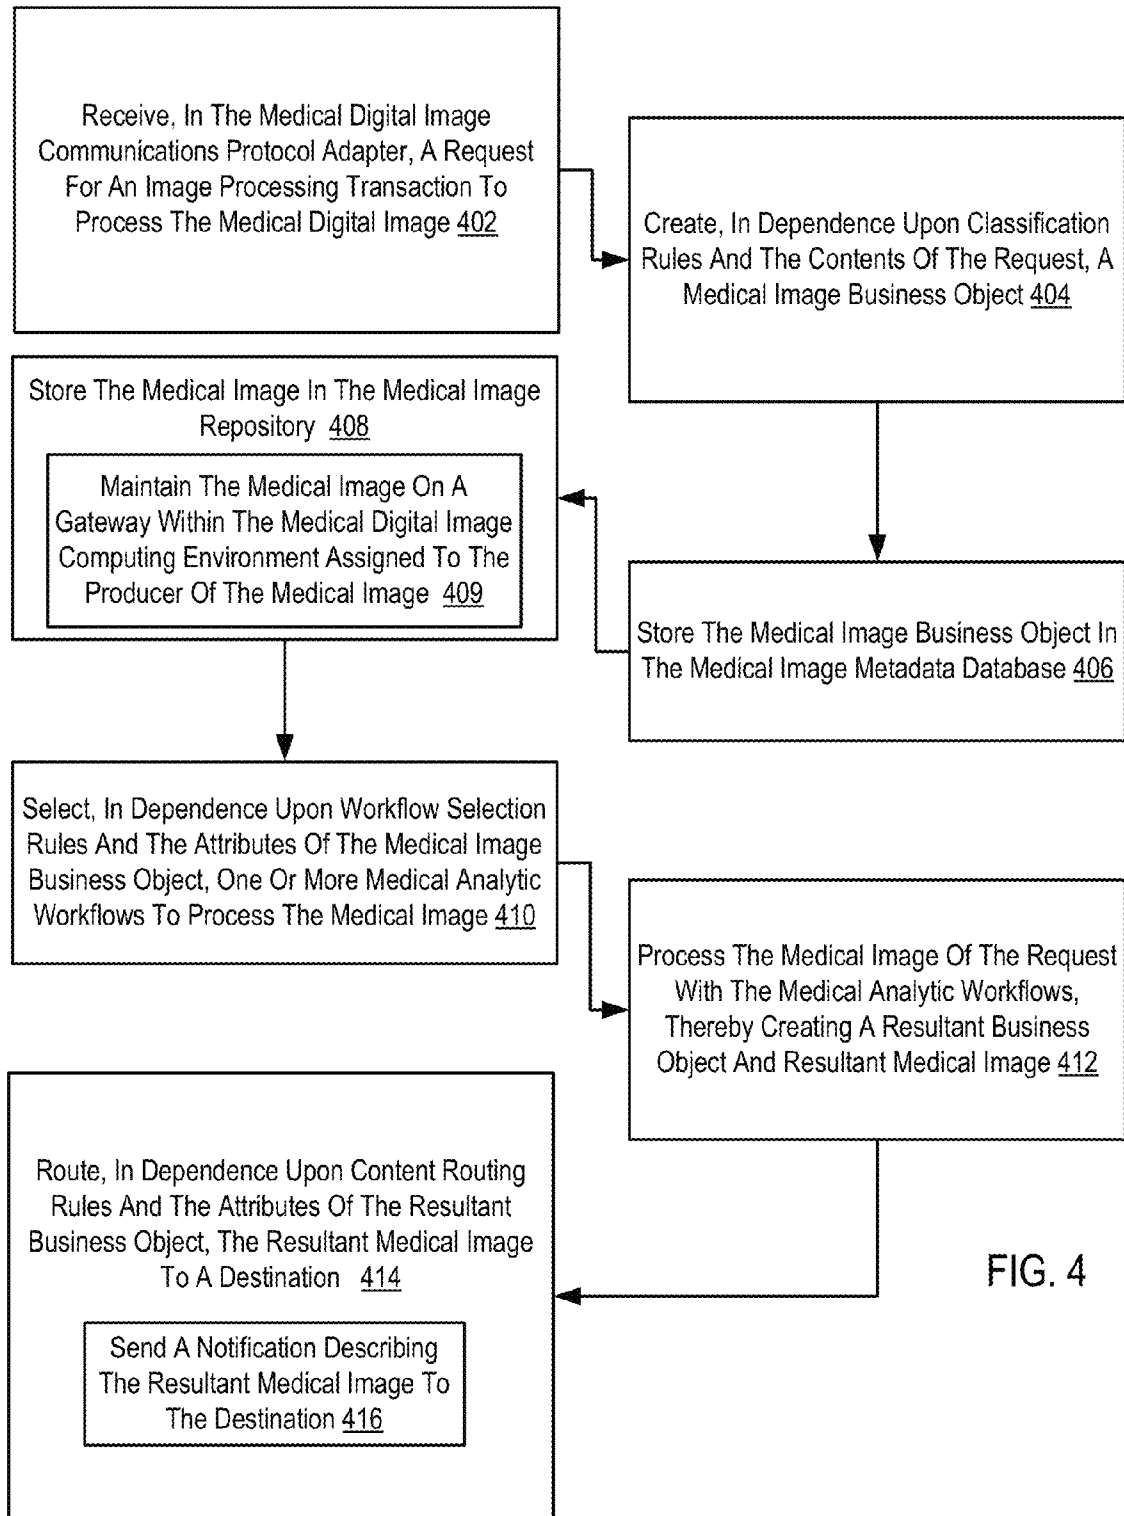 Receive, In The Medical Digital Image
Communications Protocol Adapter, A Request
For An Image Processing Transaction To
Process The Medical Digital Image 402
Create, In Dependence Upon Classification
Rules And The Contents Of The Request, A
Medical Image Business Object 404
Store The Medical Image Business Object In
The Medical Image Metadata Database 406
Store The Medical Image In The Medical Image
Repository 408
Maintain The Medical Image On A
Gateway Within The Medical Digital Image
Computing Environment Assigned To The
Producer Of The Medical Image 409
Select, In Dependence Upon Workflow Selection
Rules And The Attributes Of The Medical Image
Business Object, One Or More Medical Analytic
Workflows To Process The Medical Image 410
Process The Medical Image Of The Request
With The Medical Analytic Workflows,
Thereby Creating A Resultant Business
Object And Resultant Medical Image 412
Route, In Dependence Upon Content Routing
Rules And The Attributes Of The Resultant
Business Object, The Resultant Medical Image
To A Destination 414
Send A Notification Describing
The Resultant Medical Image To
The Destination 416
FIG. 4